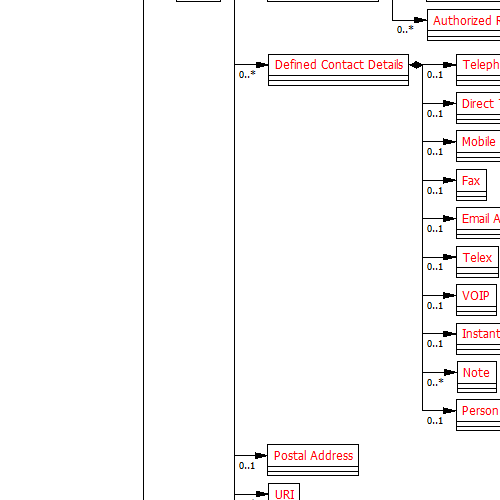 Authorized
0..*
Defined Contact Details
0..*
0..1
Direct
0..1
Mobile
0..1
Fax
0..1
Email
0..1
Telex
0..1
VOIP
0..1
Instant
0..1
Note
0..*
Person
0..1
Postal Address
0..1
URI